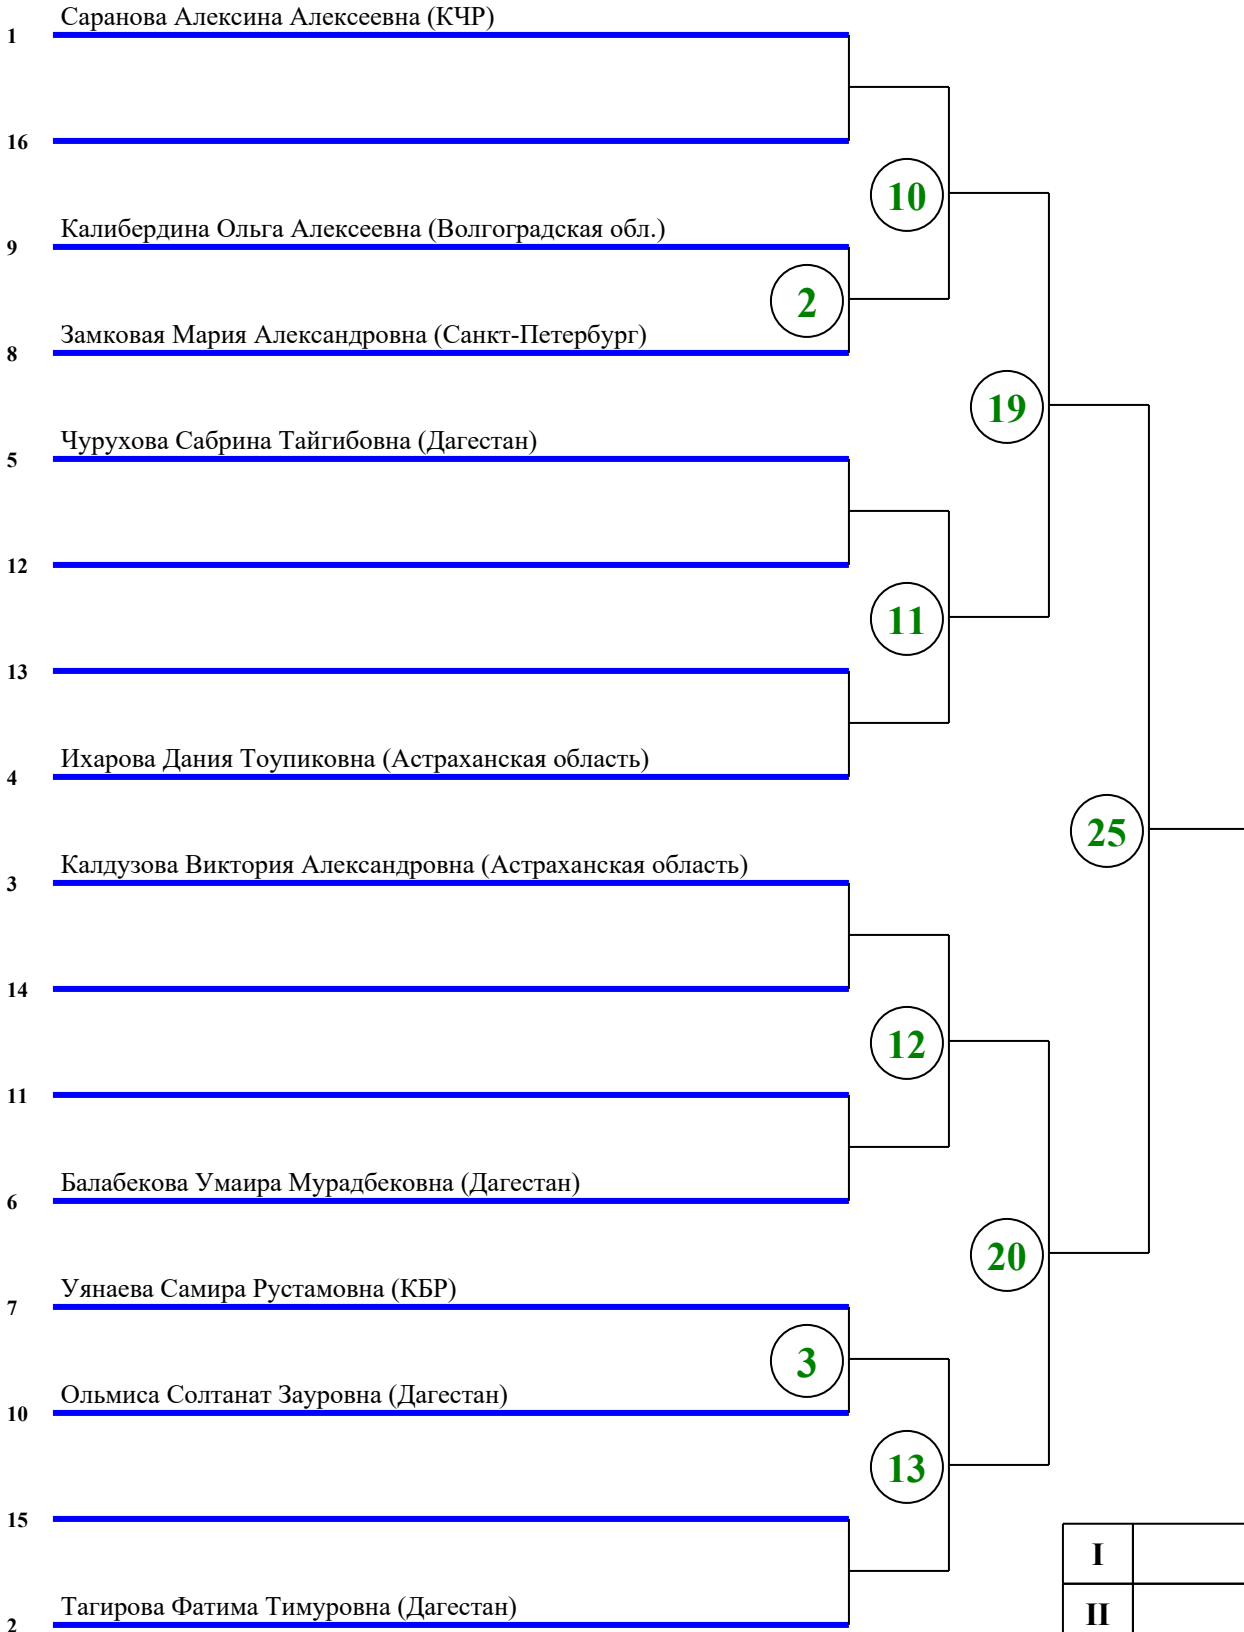 Саранова Алексина Алексеевна (КЧР)
1
16
10
Калибердина Ольга Алексеевна (Волгоградская обл.)
9
2
Замковая Мария Александровна (Санкт-Петербург)
8
19
Чурухова Сабрина Тайгибовна (Дагестан)
5
12
11
13
Ихарова Дания Тоупиковна (Астраханская область)
4
25
Калдузова Виктория Александровна (Астраханская область)
3
14
12
11
Балабекова Умаира Мурадбековна (Дагестан)
6
20
Уянаева Самира Рустамовна (КБР)
7
3
Ольмиса Солтанат Зауровна (Дагестан)
10
13
15
I
Тагирова Фатима Тимуровна (Дагестан)
2
II